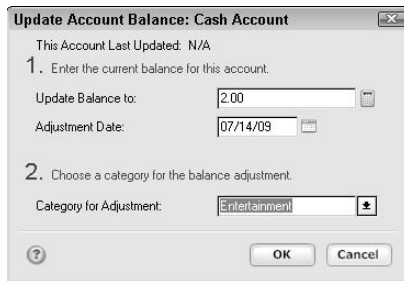 Update Account Balance: Cash Account
This Account Last Updated: N/A
1. Enter the current balance for this account.
Update Balance to: 2.00
Adjustment Date: 07/14/09
2. Choose a category for the balance adjustment.
Category for Adjustment: Entertainment
? OK Cancel